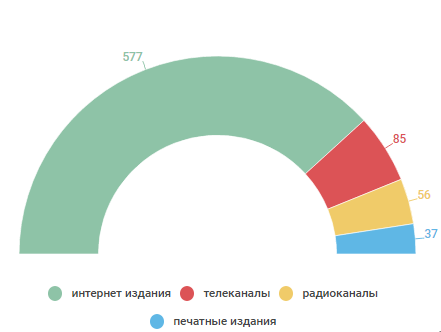 577
85
56
37
интернет издания телеканалы радиоканалы
печатные издания